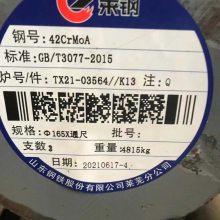 莱钢
钢号:42CrMoA
标准:GB/T3077-2015
炉号/件:TX21-03564//K13 注:Q
规格:Φ165X通尺 批号:
支数: 重量:4815kg
日期:20210617-4
山东钢铁股份有限公司莱芜分公司